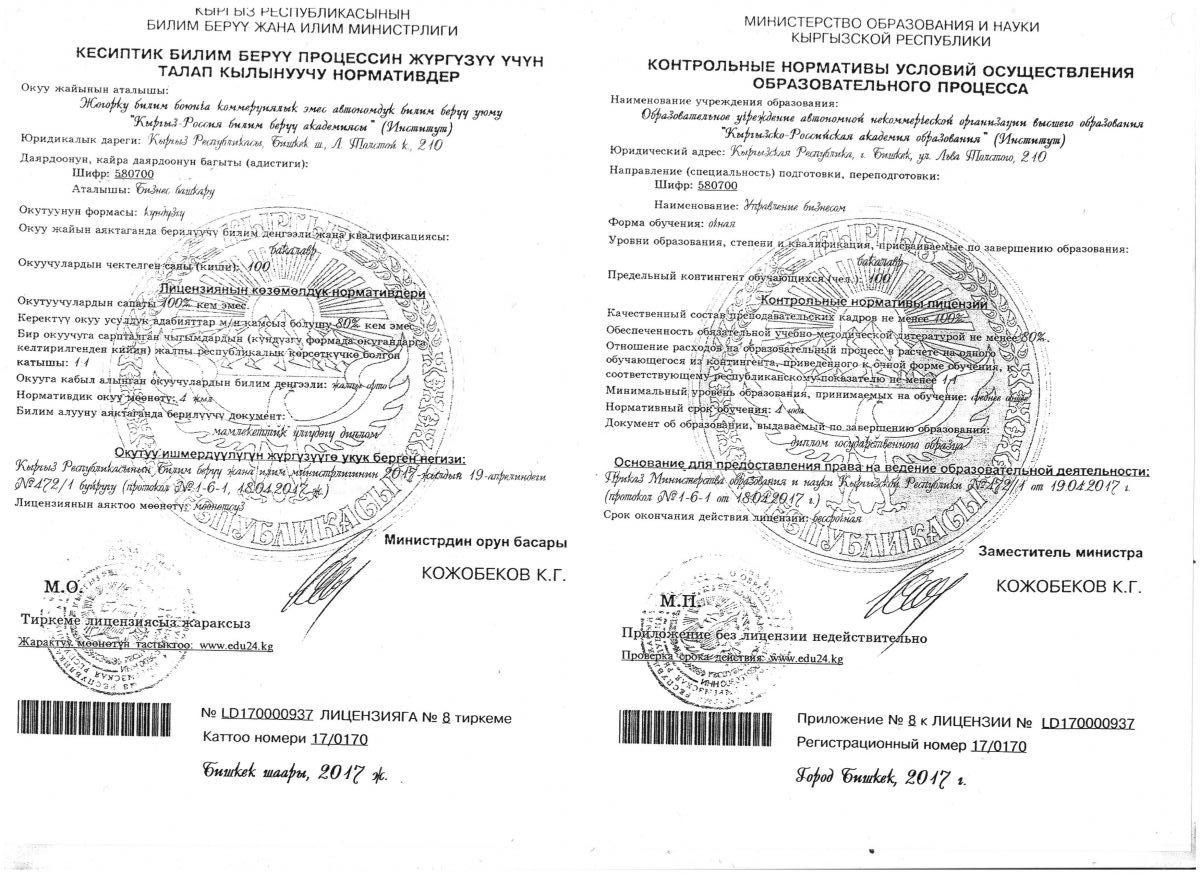 КЫРГЫЗ РЕСПУБЛИКАСЫНЫН
БИЛИМ БЕРҮҮ ЖАНА ИЛИМ МИНИСТРЛИГИ
КЕСИПТИК БИЛИМ БЕРҮҮ ПРОЦЕССИН ЖҮРГҮЗҮҮ ҮЧҮН
ТАЛАП КЫЛЫНУУЧУ НОРМАТИВДЕР
Окуу жайынын аталышы:
Жогорку билим боюнча коммерциялык эмес автономдук билим берүү уюму
"Кыргыз-Россия билим берүү академиясы" (Институт)
Юридикалык дареги: Кыргыз Республикасы, Бишкек ш., Л. Толстой к., 210
Даярдоонун, кайра даярдоонун багыты (адистиги):
Шифр: 580700
Аталышы: Бизнес башкаруу
Окутуунун формасы: күндүзгү
Окуу жайын аяктаганда берилүүчү билим деңгээли жана квалификациясы:
бакалавр
Окуучулардын чектелген саны (киши): 100
Лицензиянын көзөмөлдүк нормативдери
Окутуучулардын сапаты 100% кем эмес.
Керектүү окуу усулдук адабияттар м/н камсыз болушу 80% кем эмес
Бир окуучуга сарпталган чыгымдардын (күндүзгү формада окугандарга
келтирилгенден кийин) жалпы республикалык көрсөткүчкө болгон
катышы: 1:1
Окууга кабыл алынган окуучулардын билим деңгээли: жалпы орто
Нормативдик окуу мөөнөтү: 4 жыл
Билим алууну аяктаганда берилүүчү документ:
мамлекеттик үлгүдөгү диплом
Окутуу ишмердүүлүгүн жүргүзүүгө укук берген негизи:
Кыргыз Республикасынын Билим берүү жана илим министрлигинин 2017-жылдын 19-апрелиндеги
№472/1 буйругу (протокол №1-6-1, 18.04.2017 ж.)
Лицензиянын аяктоо мөөнөтү: мөөнөтсүз
Министрдин орун басары
КОЖОБЕКОВ К.Г.
М.О.
Тиркеме лицензиясыз жараксыз
Жарактуу мөөнөтүн тастыктоо: www.edu24.kg
№ LD170000937 ЛИЦЕНЗИЯГА № 8 тиркеме
Каттоо номери 17/0170
Бишкек шаары, 2017 ж.
МИНИСТЕРСТВО ОБРАЗОВАНИЯ И НАУКИ
КЫРГЫЗСКОЙ РЕСПУБЛИКИ
КОНТРОЛЬНЫЕ НОРМАТИВЫ УСЛОВИЙ ОСУЩЕСТВЛЕНИЯ
ОБРАЗОВАТЕЛЬНОГО ПРОЦЕССА
Наименование учреждения образования:
Образовательное учреждение автономной некоммерческой организации высшего образования
"Кыргызско-Российская академия образования" (Институт)
Юридический адрес: Кыргызская Республика, г. Бишкек, ул. Льва Толстого, 210
Направление (специальность) подготовки, переподготовки:
Шифр: 580700
Наименование: Управление бизнесом
Форма обучения: очная
Уровни образования, степени и квалификация, присваиваемые по завершению образования:
бакалавр
Предельный контингент обучающихся (чел.) 100
Контрольные нормативы лицензии
Качественный состав преподавательских кадров не менее 100%
Обеспеченность обязательной учебно-методической литературой не менее 80%.
Отношение расходов на образовательный процесс в расчете на одного
обучающегося из контингента, приведенного к очной форме обучения, к
соответствующему республиканскому показателю не менее 1:1
Минимальный уровень образования, принимаемых на обучение: среднее общее
Нормативный срок обучения: 4 года
Документ об образовании, выдаваемый по завершению образования:
диплом государственного образца
Основание для предоставления права на ведение образовательной деятельности:
Приказ Министерства образования и науки Кыргызской Республики №472/1 от 19.04.2017 г.
(протокол №1-6-1 от 18.04.2017 г.)
Срок окончания действия лицензии: бессрочная
Заместитель министра
КОЖОБЕКОВ К.Г.
М.П.
Приложение без лицензии недействительно
Проверка срока действия: www.edu24.kg
Приложение № 8 к ЛИЦЕНЗИИ № LD170000937
Регистрационный номер 17/0170
Город Бишкек, 2017 г.